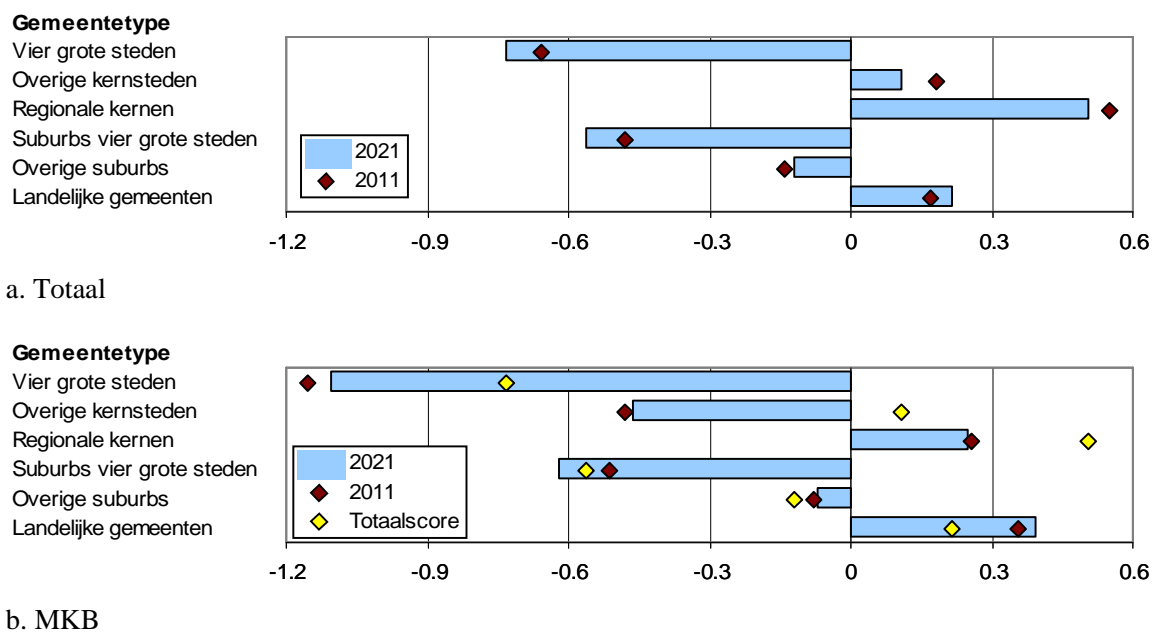 Gemeentetype
Vier grote steden
Overige kernsteden
Regionale kernen
Suburbs vier grote steden
Overige suburbs
Landelijke gemeenten
2021
2011
-1.2 -0.9 -0.6 -0.3 0 0.3 0.6
a. Totaal
Gemeentetype
Vier grote steden
Overige kernsteden
Regionale kernen
Suburbs vier grote steden
Overige suburbs
Landelijke gemeenten
2021
2011
Totaalscore
-1.2 -0.9 -0.6 -0.3 0 0.3 0.6
b. MKB